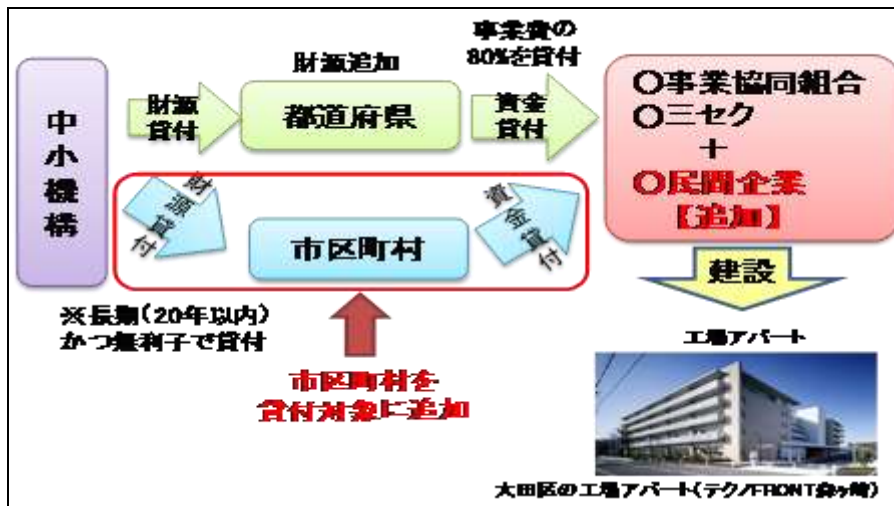 中小機構
財源
貸付
財源追加
都道府県
事業費の
80%を貸付
資金
貸付
〇事業協同組合
〇三セク
＋
〇民間企業
【追加】
財源貸付
市区町村
資金貸付
※長期(20年以内)
かつ無利子で貸付
市区町村を
貸付対象に追加
建設
工場アパート
大田区の工場アパート(テクノFRONT森ヶ崎)